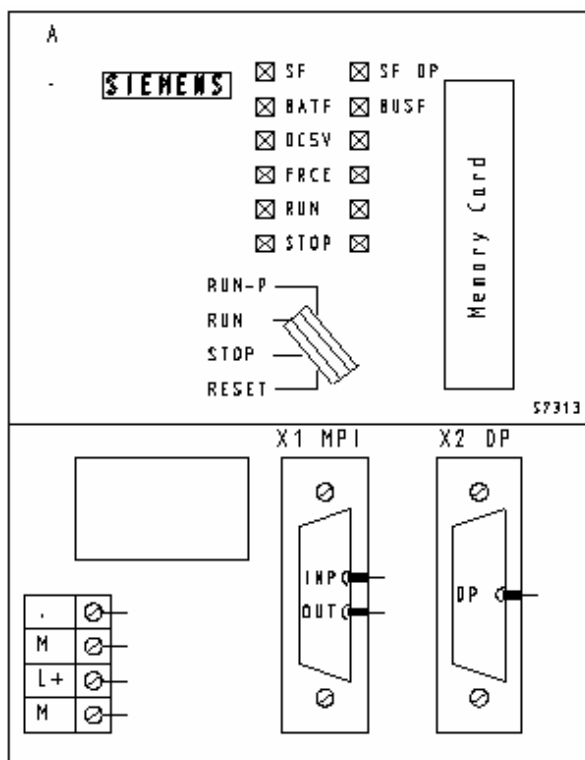 A
-
SIEMENS
SF SF DP
BATF BUSF
DC5V
FRCE
RUN
STOP
RUN-P
RUN
STOP
RESET
Memory Card
S7313
X1 MPI X2 DP
INP
OUT
DP
.
M
L+
M